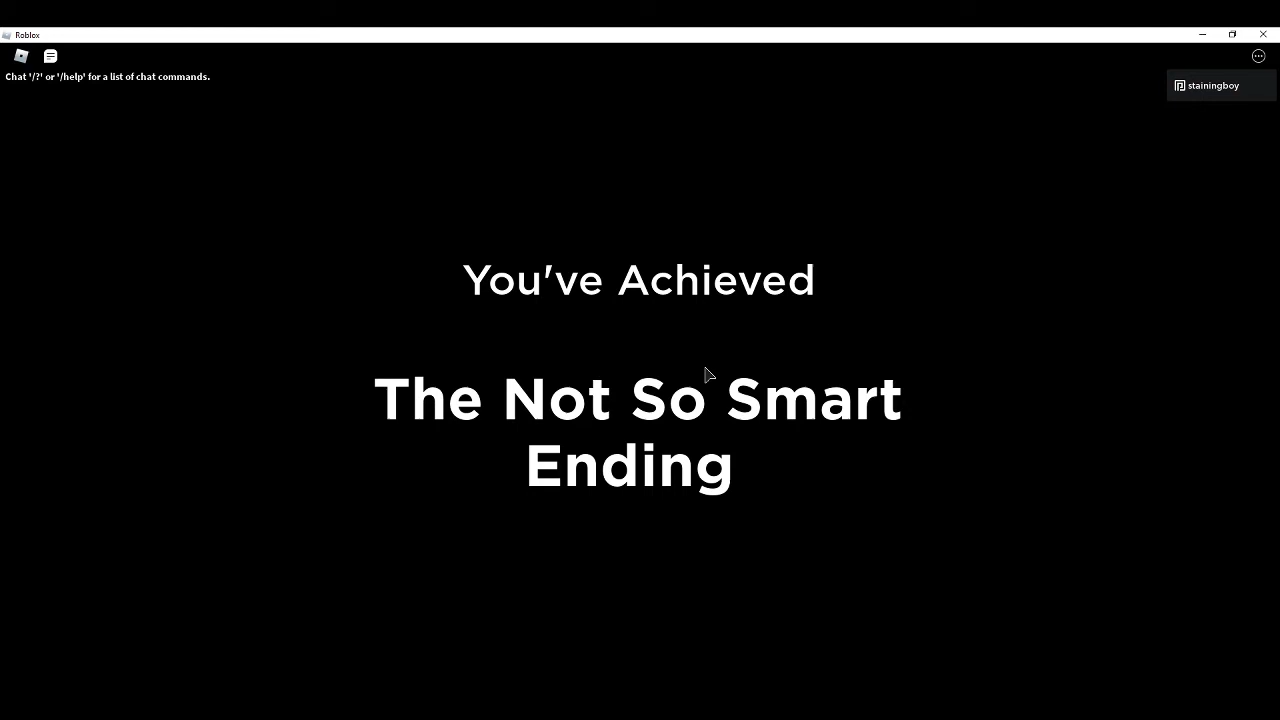 Roblox
Chat '/?' or '/help' for a list of chat commands.
stainingboy
You've Achieved
The Not So Smart
Ending